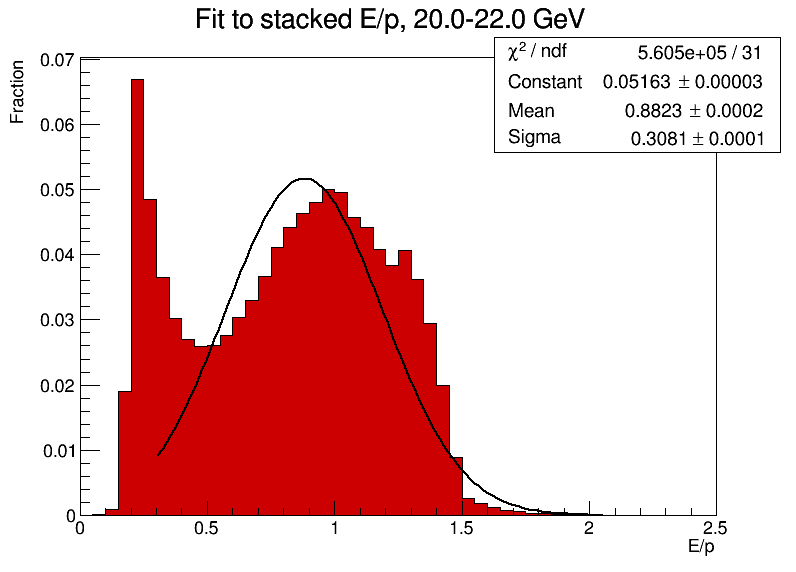 Fit to stacked E/p, 20.0-22.0 GeV
χ² / ndf 5.605e+05 / 31
Constant 0.05163 ± 0.00003
Mean 0.8823 ± 0.0002
Sigma 0.3081 ± 0.0001
Fraction
0.07
0.06
0.05
0.04
0.03
0.02
0.01
0
0 0.5 1 1.5 2 2.5
E/p